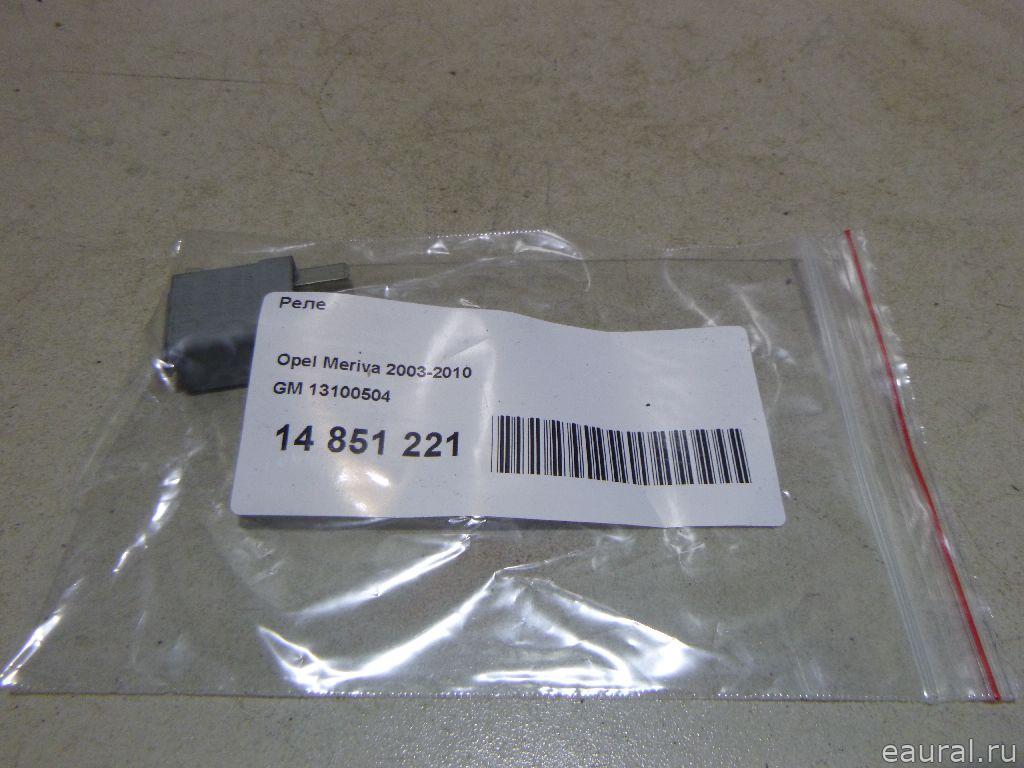 Реле
Opel Meriva 2003-2010
GM 13100504
14 851 221
eaural.ru